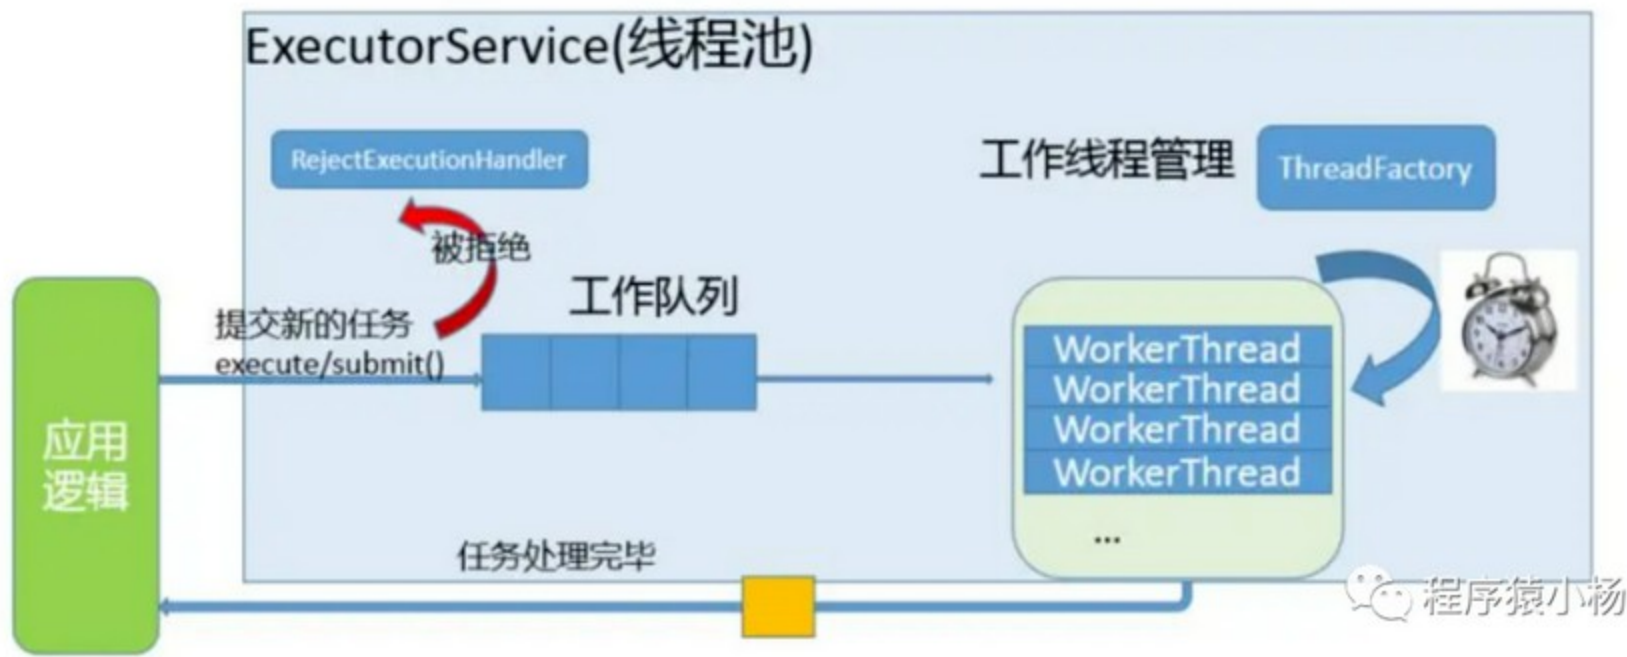 ExecutorService(线程池)
RejectExecutionHandler
工作线程管理
ThreadFactory
被拒绝
工作队列
提交新的任务
execute/submit()
应用
逻辑
WorkerThread
WorkerThread
WorkerThread
WorkerThread
...
任务处理完毕
程序猿小杨